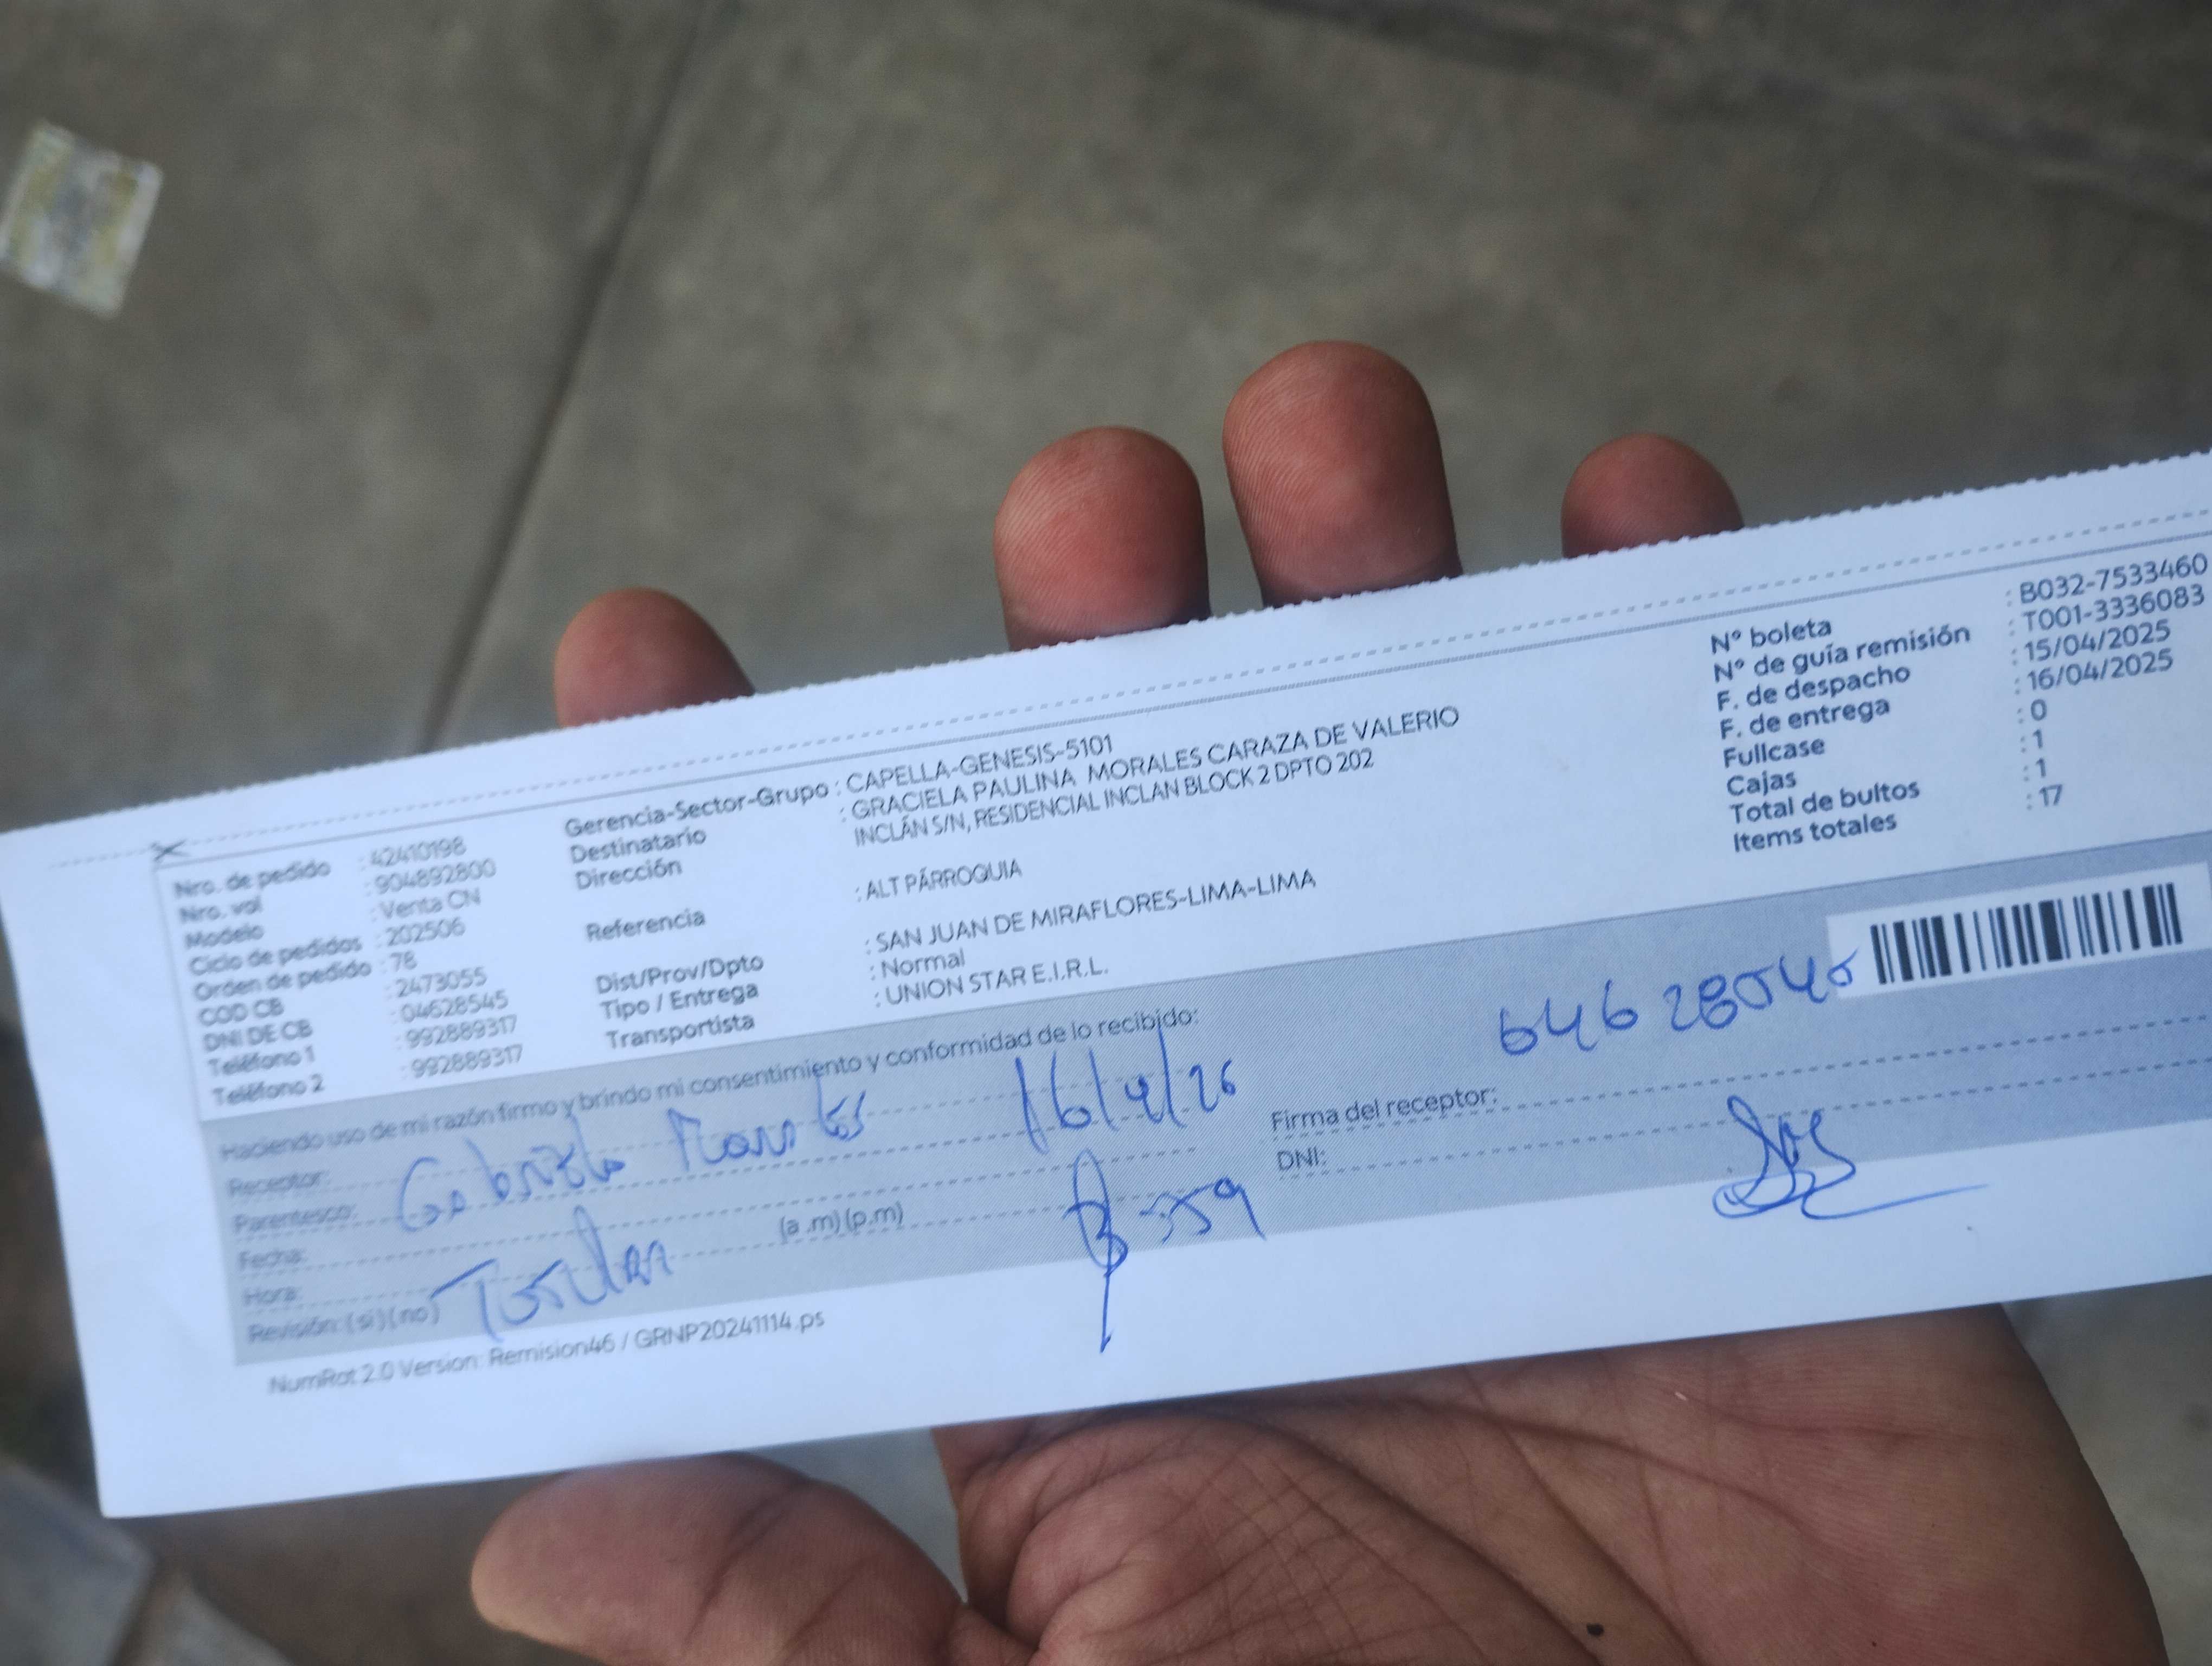 Nro. de pedido : 42410198
Nro. val : 904892800
Modelo : Venta CN
Ciclo de pedidos : 202506
Orden de pedido : 78
COD CB : 2473055
DNI DE CB : 04628545
Teléfono 1 : 992889317
Teléfono 2 : 992889317
Gerencia-Sector-Grupo : CAPELLA-GENESIS-5101
Destinatario : GRACIELA PAULINA MORALES CARAZA DE VALERIO
Dirección INCLÁN S/N, RESIDENCIAL INCLAN BLOCK 2 DPTO 202
Referencia : ALT PÁRROQUIA
Dist/Prov/Dpto : SAN JUAN DE MIRAFLORES-LIMA-LIMA
Tipo / Entrega : Normal
Transportista : UNION STAR E.I.R.L.
N° boleta : B032-7533460
N° de guía remisión : T001-3336083
F. de despacho : 15/04/2025
F. de entrega : 16/04/2025
Fullcase : 0
Cajas : 1
Total de bultos : 1
Items totales : 17
Haciendo uso de mi razón firmo y brindo mi consentimiento y conformidad de lo recibido:
Receptor:
Parentesco:
Fecha:
Hora: (a .m) (p.m)
Revisión: (si) (no)
Firma del receptor:
DNI:
NumRot 2.0 Version: Remision46 / GRNP20241114.ps